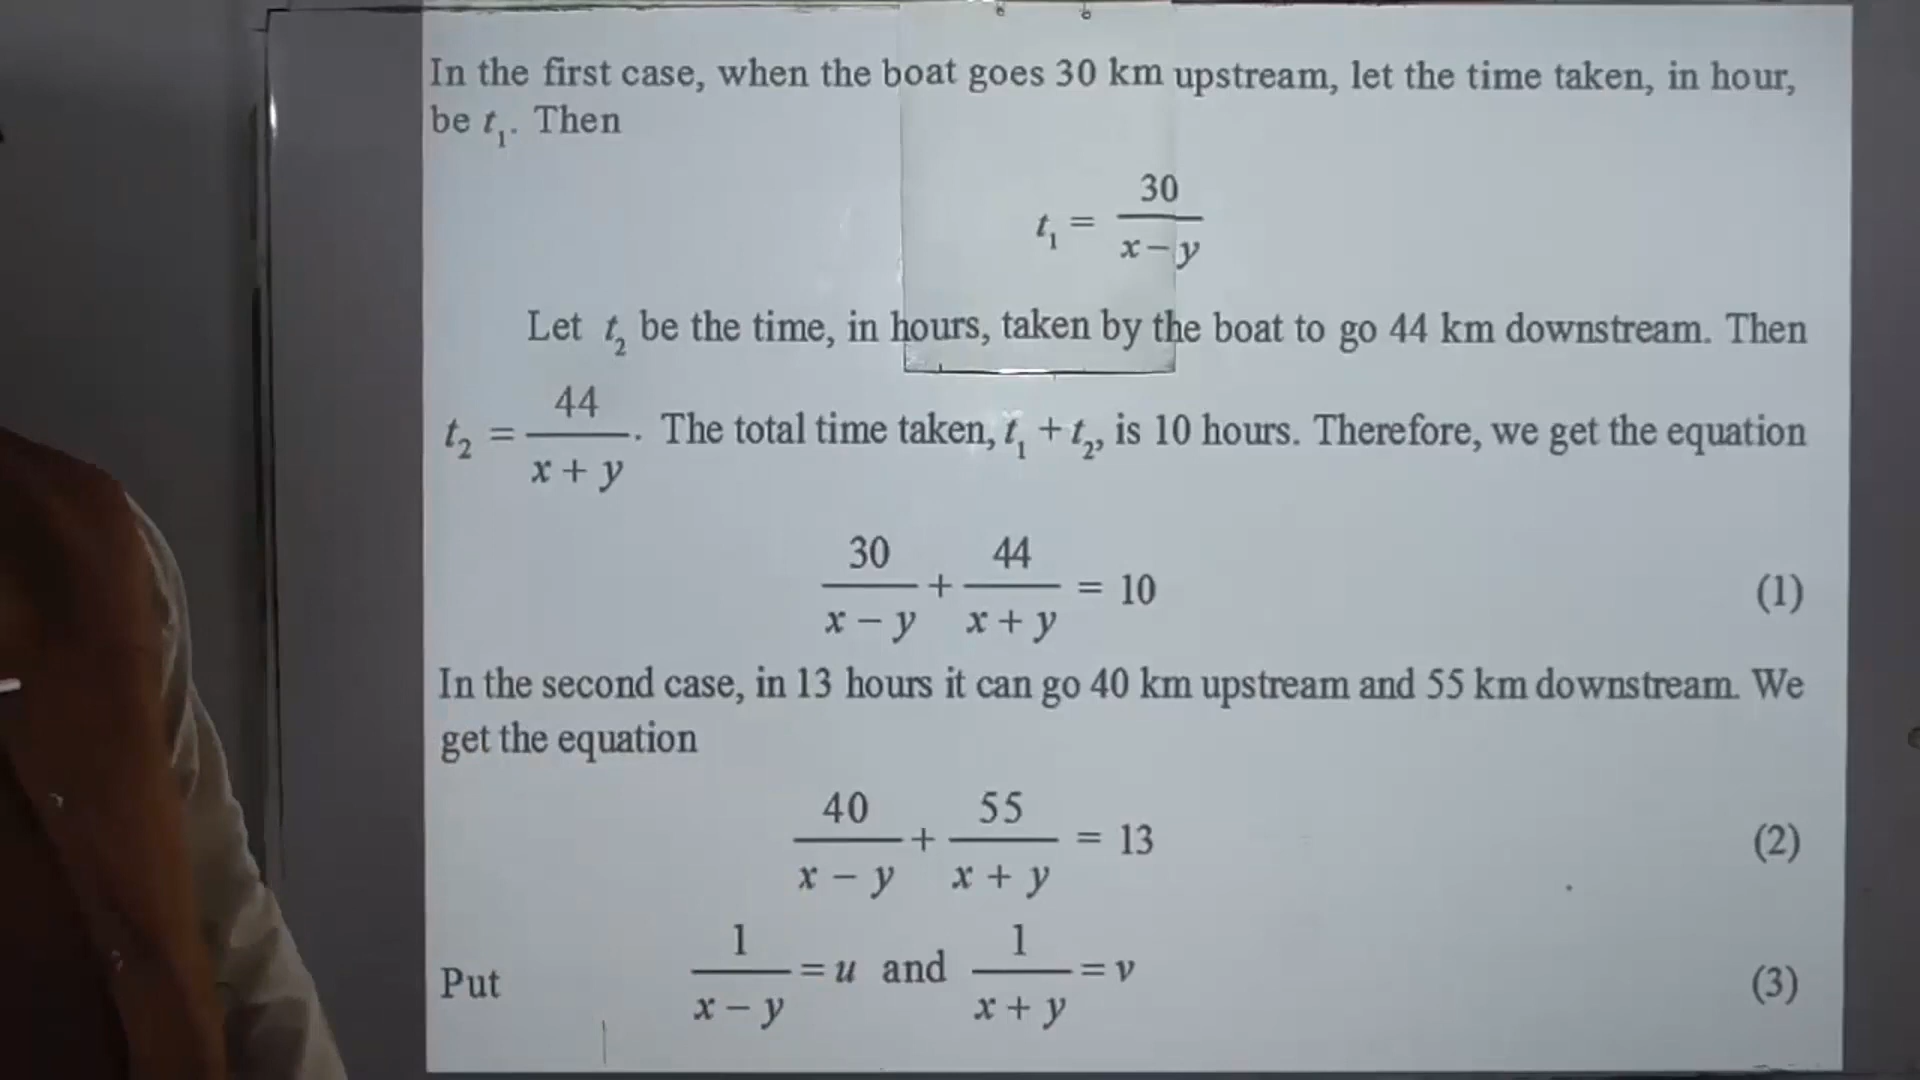 In the first case, when the boat goes 30 km upstream, let the time taken, in hour,
be t₁. Then
t₁ = 30/(x – y)
Let t₂ be the time, in hours, taken by the boat to go 44 km downstream. Then
t₂ = 44/(x + y). The total time taken, t₁ + t₂, is 10 hours. Therefore, we get the equation
30/(x – y) + 44/(x + y) = 10 (1)
In the second case, in 13 hours it can go 40 km upstream and 55 km downstream. We
get the equation
40/(x – y) + 55/(x + y) = 13 (2)
Put 1/(x – y) = u and 1/(x + y) = v (3)